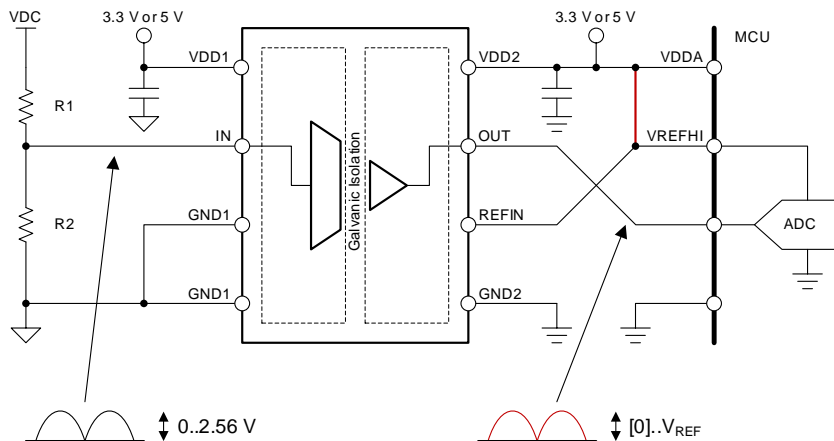 VDC
3.3 V or 5 V
3.3 V or 5 V
MCU
VDD1
VDD2
VDDA
R1
IN
OUT
VREFHI
Galvanic Isolation
R2
GND1
REFIN
ADC
GND1
GND2
0..2.56 V
[0]..VREF